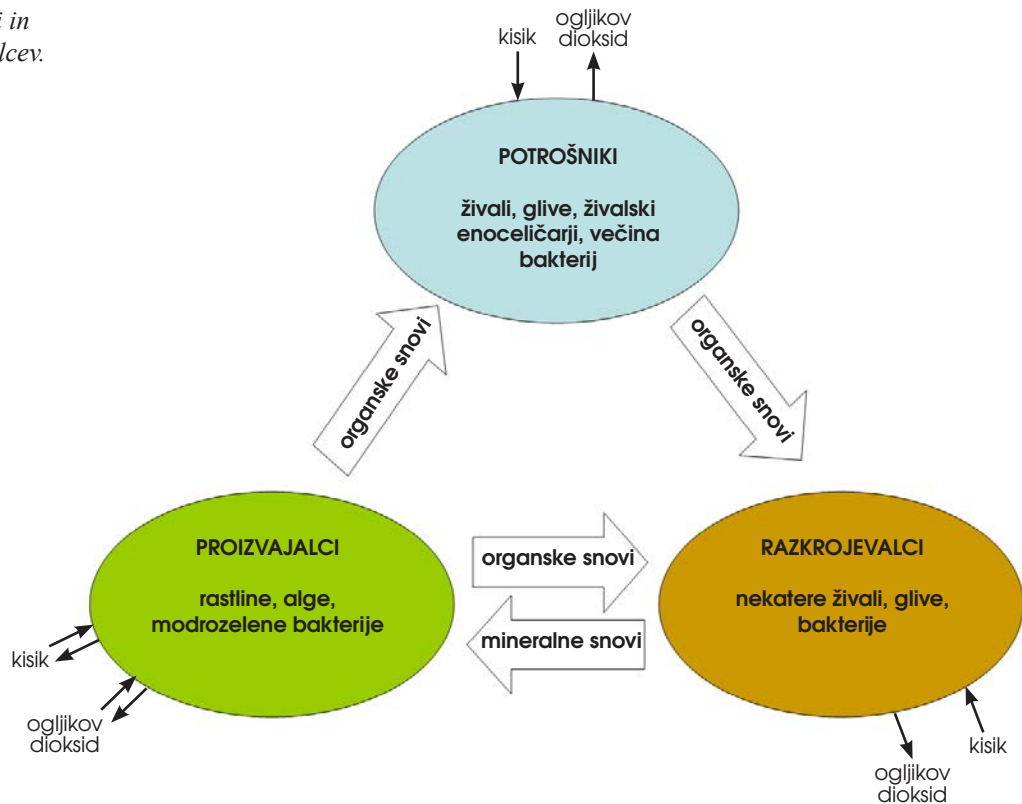 i in
lcev.
kisik
ogljikov
dioksid
POTROŠNIKI
živali, glive, živalski
enoceličarji, večina
bakterij
organske snovi
organske snovi
PROIZVAJALCI
rastline, alge,
modrozelene bakterije
organske snovi
mineralne snovi
RAZKROJEVALCI
nekatere živali, glive,
bakterije
kisik
ogljikov
dioksid
kisik
ogljikov
dioksid